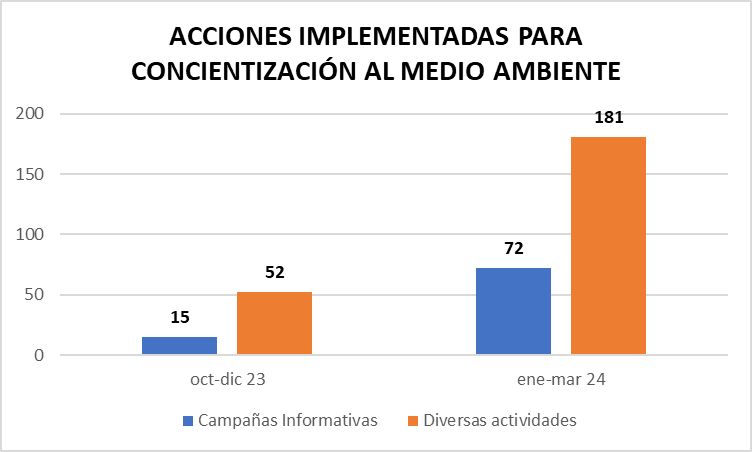 ACCIONES IMPLEMENTADAS PARA
CONCIENTIZACIÓN AL MEDIO AMBIENTE
200
150
100
50
0
15
52
72
181
oct-dic 23
ene-mar 24
Campañas Informativas
Diversas actividades